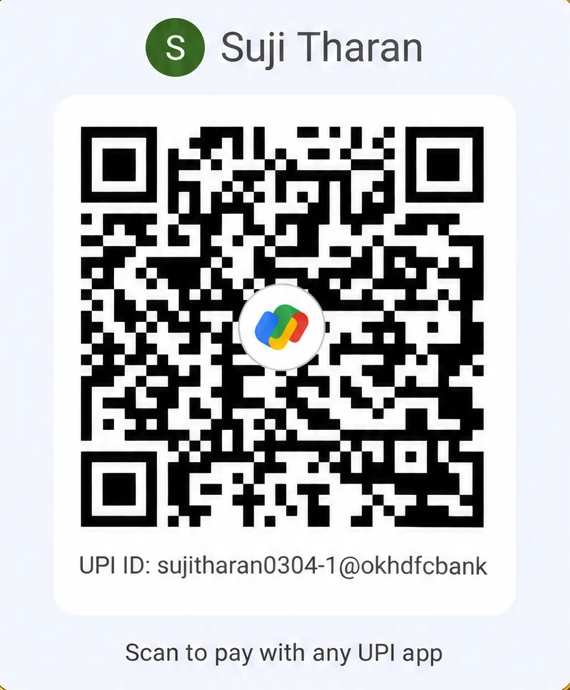 S Suji Tharan
UPI ID: sujitharan0304-1@okhdfcbank
Scan to pay with any UPI app